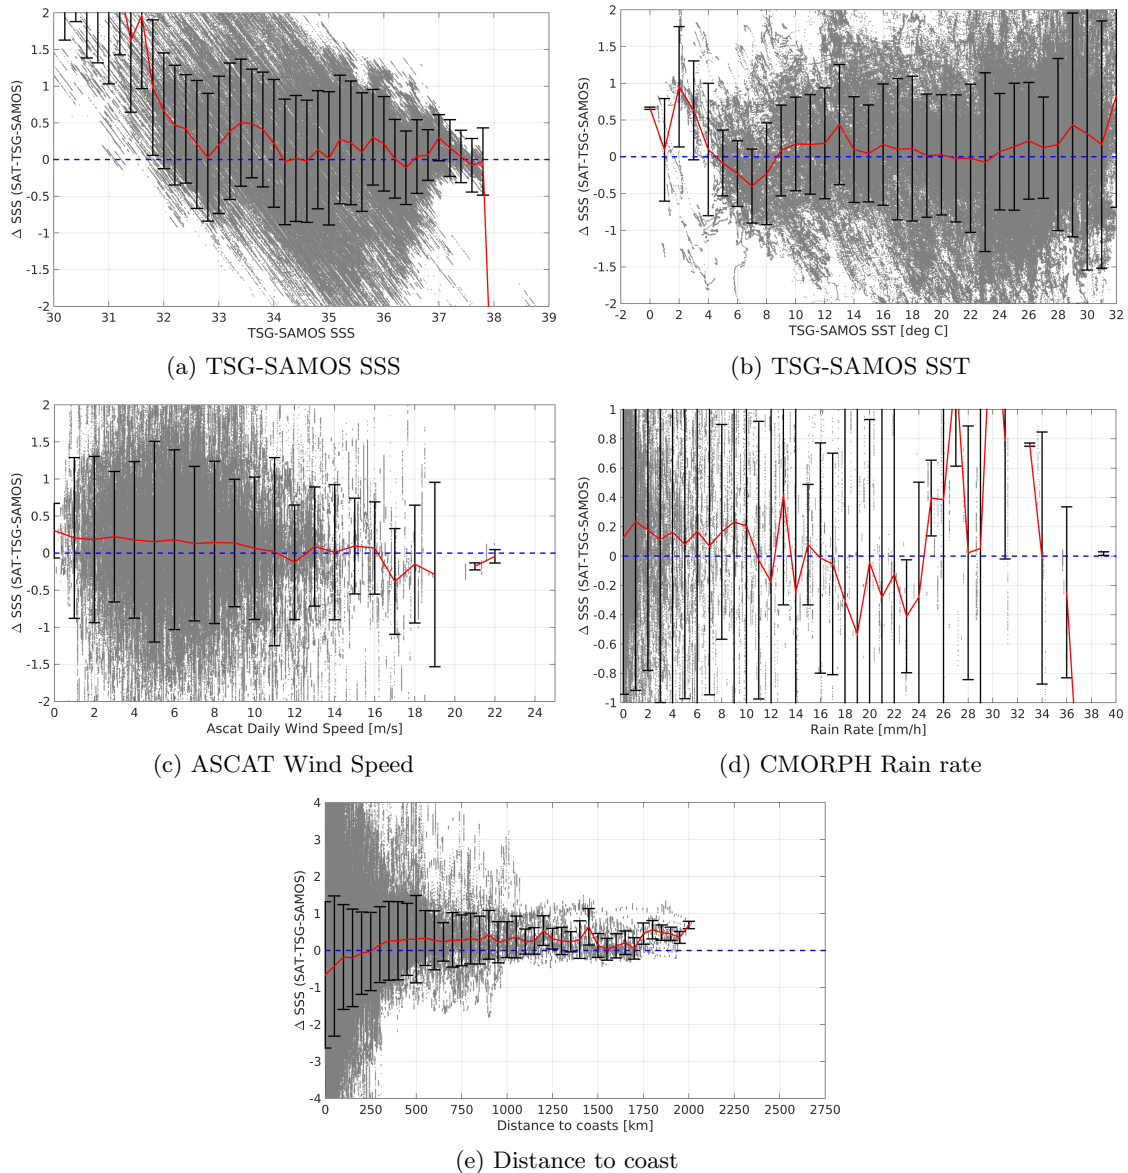 2
1.5
1
0.5
0
-0.5
-1
-1.5
-2
Δ SSS (SAT-TSG-SAMOS)
30 31 32 33 34 35 36 37 38 39
TSG-SAMOS SSS
(a) TSG-SAMOS SSS
2
1.5
1
0.5
0
-0.5
-1
-1.5
-2
Δ SSS (SAT-TSG-SAMOS)
-2 0 2 4 6 8 10 12 14 16 18 20 22 24 26 28 30 32
TSG-SAMOS SST [deg C]
(b) TSG-SAMOS SST
2
1.5
1
0.5
0
-0.5
-1
-1.5
-2
Δ SSS (SAT-TSG-SAMOS)
0 2 4 6 8 10 12 14 16 18 20 22 24
Ascat Daily Wind Speed [m/s]
(c) ASCAT Wind Speed
1
0.8
0.6
0.4
0.2
0
-0.2
-0.4
-0.6
-0.8
-1
Δ SSS (SAT-TSG-SAMOS)
0 2 4 6 8 10 12 14 16 18 20 22 24 26 28 30 32 34 36 38 40
Rain Rate [mm/h]
(d) CMORPH Rain rate
4
3
2
1
0
-1
-2
-3
-4
Δ SSS (SAT-TSG-SAMOS)
0 250 500 750 1000 1250 1500 1750 2000 2250 2500 2750
Distance to coasts [km]
(e) Distance to coast